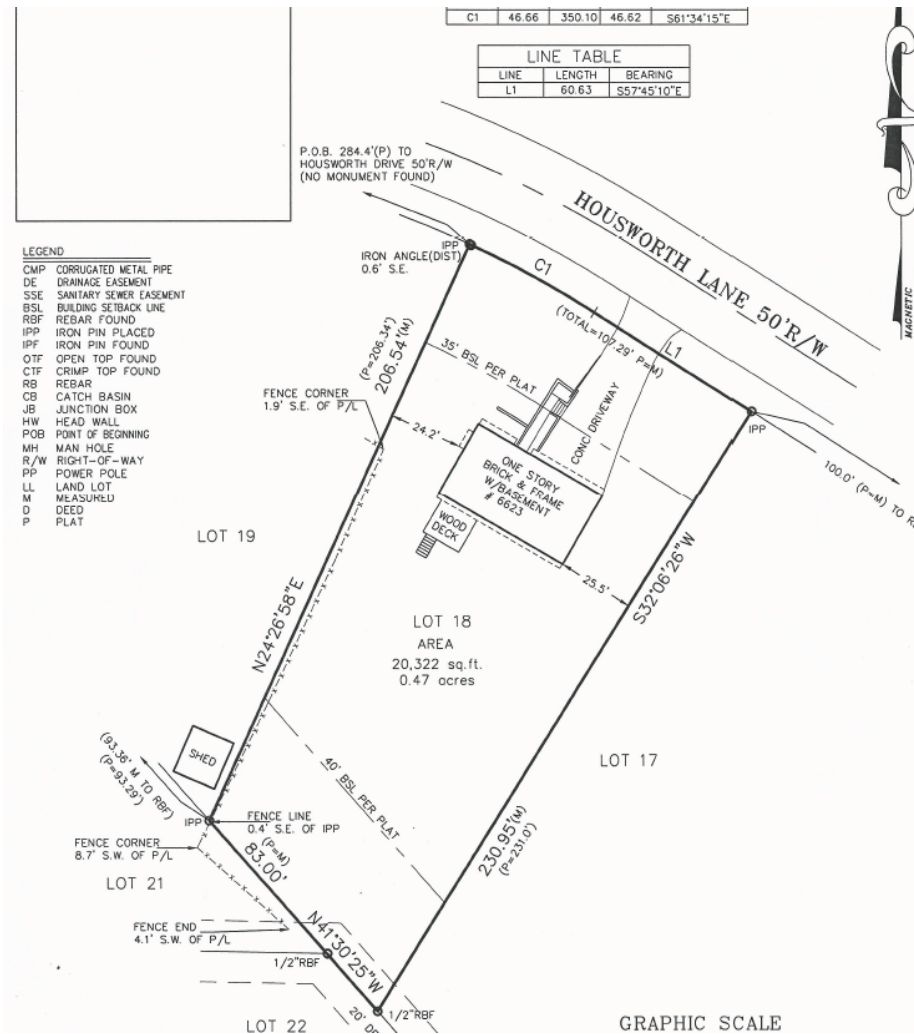 C1 46.66 350.10 46.62 S61°34'15"E
LINE TABLE
LINE LENGTH BEARING
L1 60.63 S57°45'10"E
P.O.B. 284.4'(P) TO
HOUSWORTH DRIVE 50'R/W
(NO MONUMENT FOUND)
HOUSWORTH LANE 50'R/W
MAGNETIC
IPP
IRON ANGLE(DIST)
0.6' S.E.
C1
(TOTAL=107.29' P=M)
L1
LEGEND
CMP CORRUGATED METAL PIPE
DE DRAINAGE EASEMENT
SSE SANITARY SEWER EASEMENT
BSL BUILDING SETBACK LINE
RBF REBAR FOUND
IPP IRON PIN PLACED
IPF IRON PIN FOUND
OTF OPEN TOP FOUND
CTF CRIMP TOP FOUND
RB REBAR
CB CATCH BASIN
JB JUNCTION BOX
HW HEAD WALL
POB POINT OF BEGINNING
MH MAN HOLE
R/W RIGHT-OF-WAY
PP POWER POLE
LL LAND LOT
M MEASURED
D DEED
P PLAT
(P=206.34')
206.54'(M)
35' BSL PER PLAT
FENCE CORNER
1.9' S.E. OF P/L
24.2'
CONC. DRIVEWAY
IPP
100.0' (P=M) TO
ONE STORY
BRICK & FRAME
W/BASEMENT
# 6623
WOOD
DECK
LOT 19
25.5'
S32°06'26"W
N24°26'58"E
LOT 18
AREA
20,322 sq.ft.
0.47 acres
SHED
LOT 17
40' BSL PER PLAT
(93.36' M TO RBF)
(P=93.29')
IPP
FENCE LINE
0.4' S.E. OF IPP
(P=M)
83.00'
230.95'(M)
(P=231.0')
FENCE CORNER
8.7' S.W. OF P/L
LOT 21
FENCE END
4.1' S.W. OF P/L
N41°30'25"W
1/2"RBF
1/2"RBF
20' DE
LOT 22
GRAPHIC SCALE